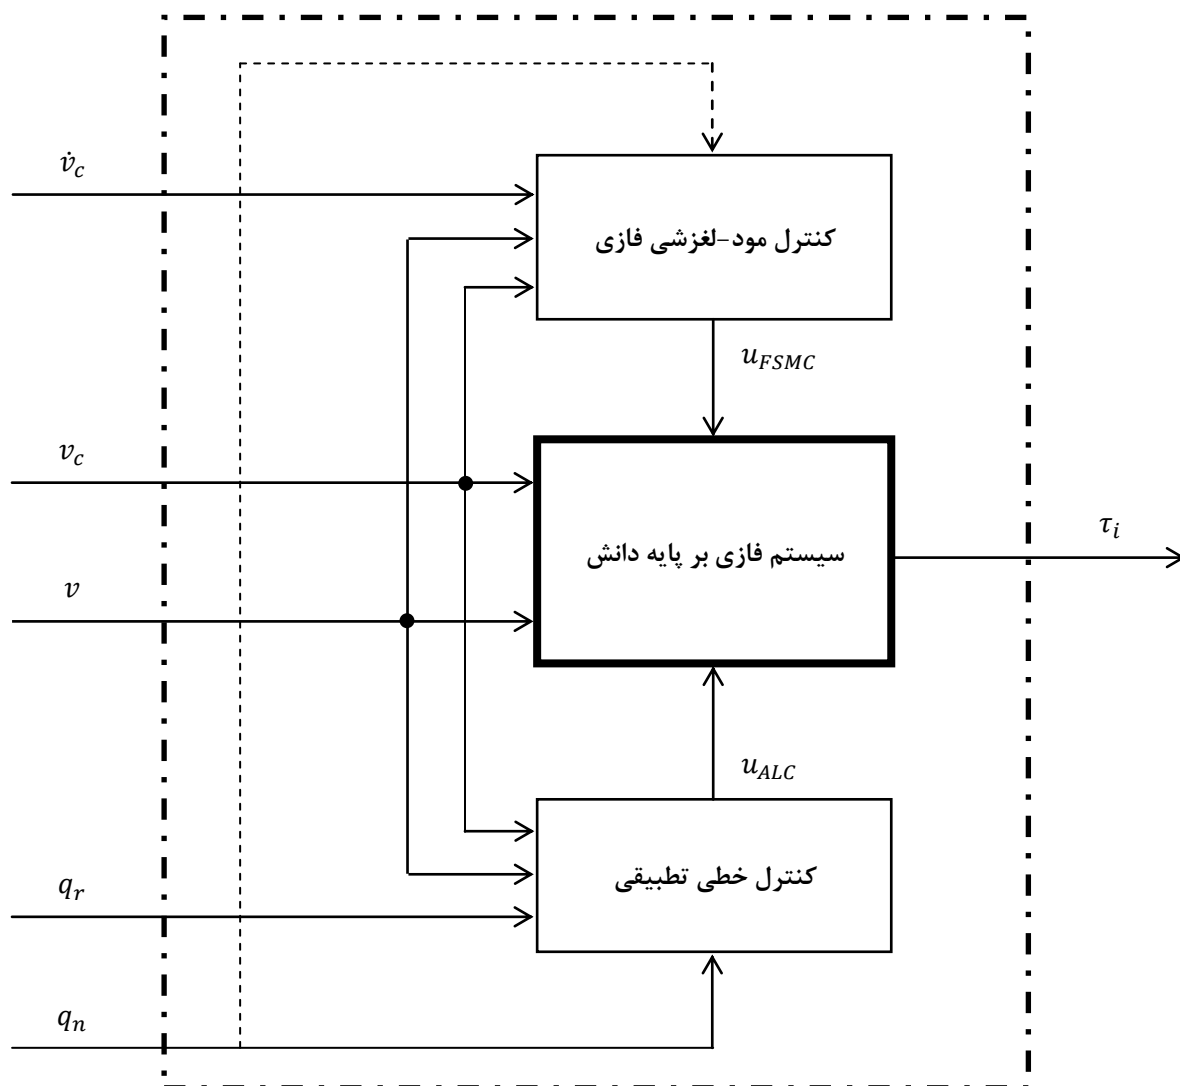 v̇_c
کنترل مود-لغزشی فازی
u_FSMC
v_c
سیستم فازی بر پایه دانش
τ_i
v
u_ALC
کنترل خطی تطبیقی
q_r
q_n